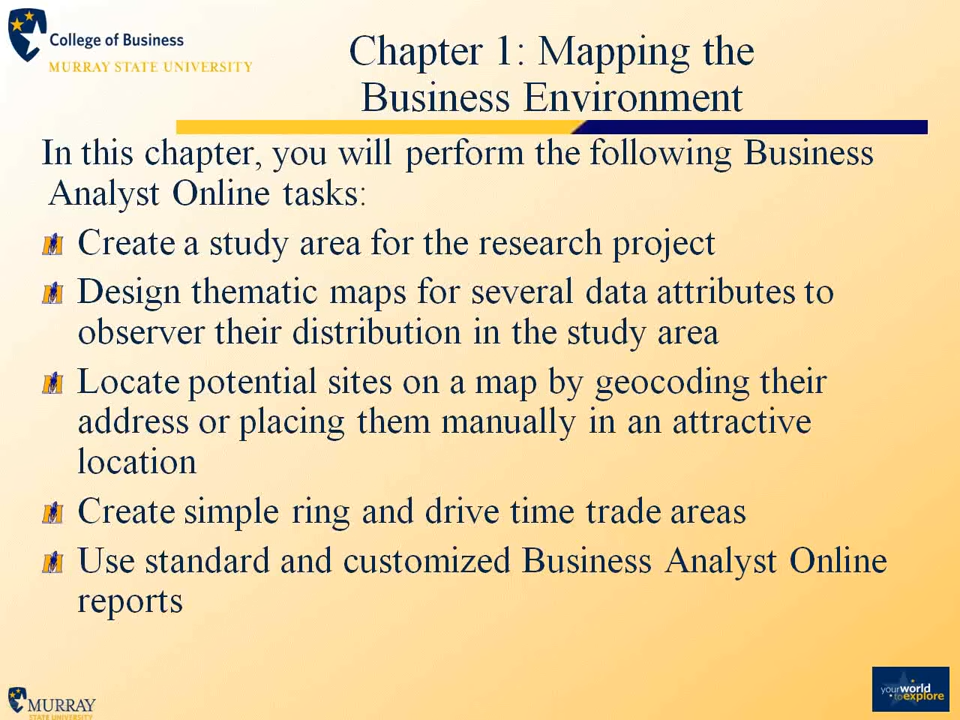 College of Business
MURRAY STATE UNIVERSITY
Chapter 1: Mapping the
Business Environment
In this chapter, you will perform the following Business
Analyst Online tasks:
Create a study area for the research project
Design thematic maps for several data attributes to
observer their distribution in the study area
Locate potential sites on a map by geocoding their
address or placing them manually in an attractive
location
Create simple ring and drive time trade areas
Use standard and customized Business Analyst Online
reports
MURRAY
STATE UNIVERSITY
yourworld
toexplore